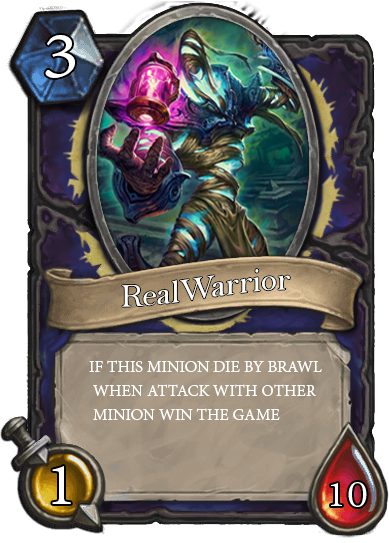 3
RealWarrior
IF THIS MINION DIE BY BRAWL
WHEN ATTACK WITH OTHER
MINION WIN THE GAME
1
10